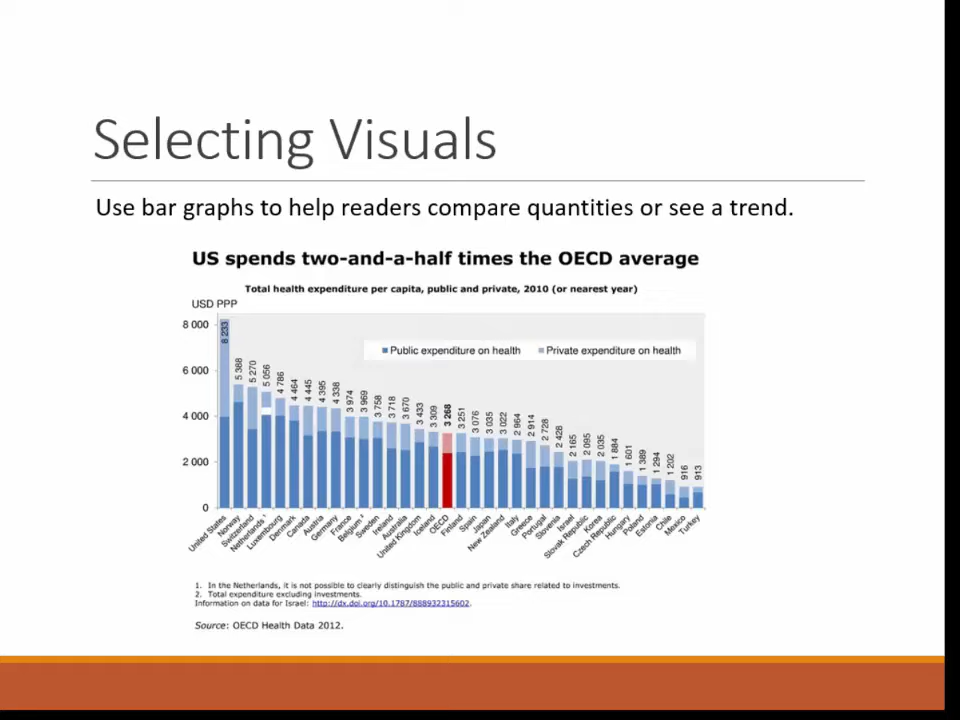 Selecting Visuals
Use bar graphs to help readers compare quantities or see a trend.
US spends two-and-a-half times the OECD average
Total health expenditure per capita, public and private, 2010 (or nearest year)
USD PPP
8 000
6 000
4 000
2 000
0
Public expenditure on health
Private expenditure on health
8 233
5 388
5 270
5 056
4 786
4 464
4 445
4 395
4 338
3 974
3 969
3 758
3 718
3 670
3 433
3 309
3 268
3 251
3 076
3 035
3 022
2 964
2 914
2 728
2 428
2 165
2 095
2 035
1 884
1 601
1 389
1 294
1 202
916
913
United States
Norway
Switzerland
Netherlands ¹
Luxembourg
Denmark
Canada
Austria
Germany
France
Belgium ²
Sweden
Ireland
Australia
United Kingdom
Iceland
OECD
Finland
Spain
Japan
New Zealand
Italy
Greece
Portugal
Slovenia
Israel
Slovak Republic
Korea
Czech Republic
Hungary
Poland
Estonia
Chile
Mexico
Turkey
1. In the Netherlands, it is not possible to clearly distinguish the public and private share related to investments.
2. Total expenditure excluding investments.
Information on data for Israel: http://dx.doi.org/10.1787/888932315602.
Source: OECD Health Data 2012.